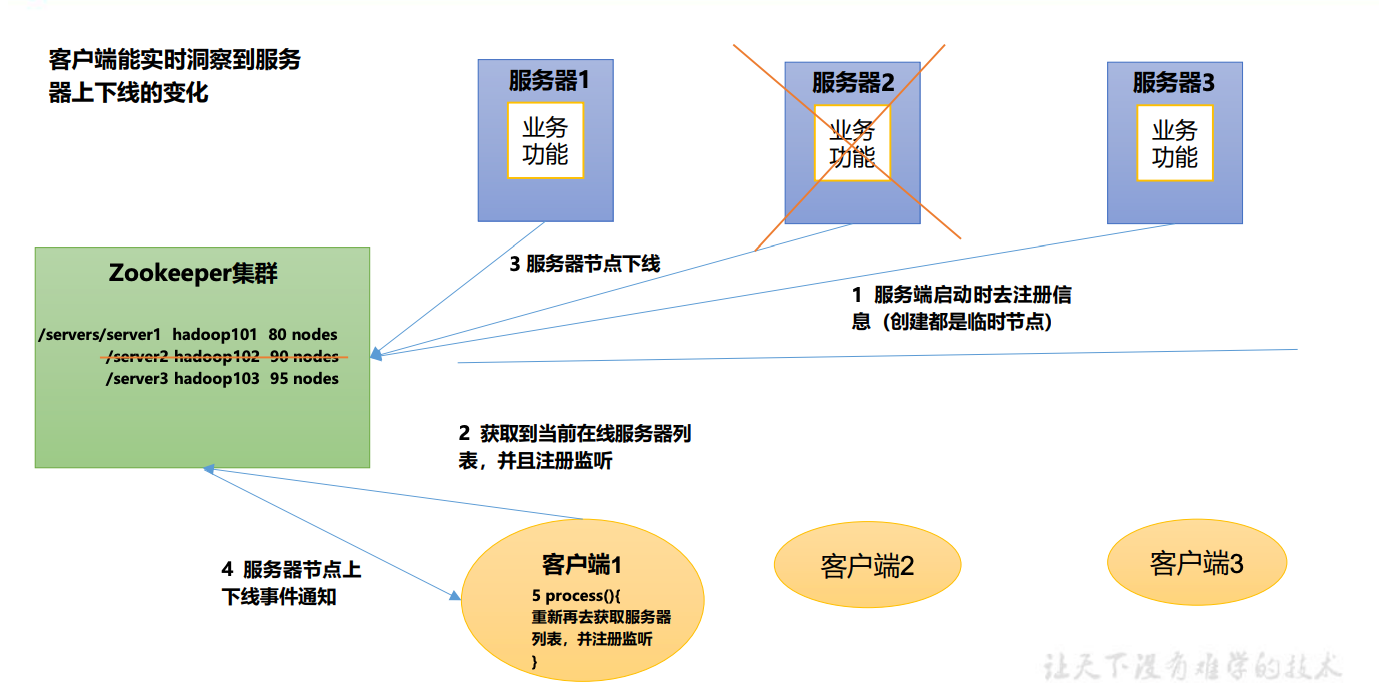 客户端能实时洞察到服务
器上下线的变化
服务器1
业务
功能
服务器2
业务
功能
服务器3
业务
功能
Zookeeper集群
/servers/server1 hadoop101 80 nodes
/server2 hadoop102 90 nodes
/server3 hadoop103 95 nodes
3 服务器节点下线
1 服务端启动时去注册信
息（创建都是临时节点）
2 获取到当前在线服务器列
表，并且注册监听
4 服务器节点上
下线事件通知
客户端1
5 process(){
重新再去获取服务器
列表，并注册监听
}
客户端2
客户端3
让天下没有难学的技术